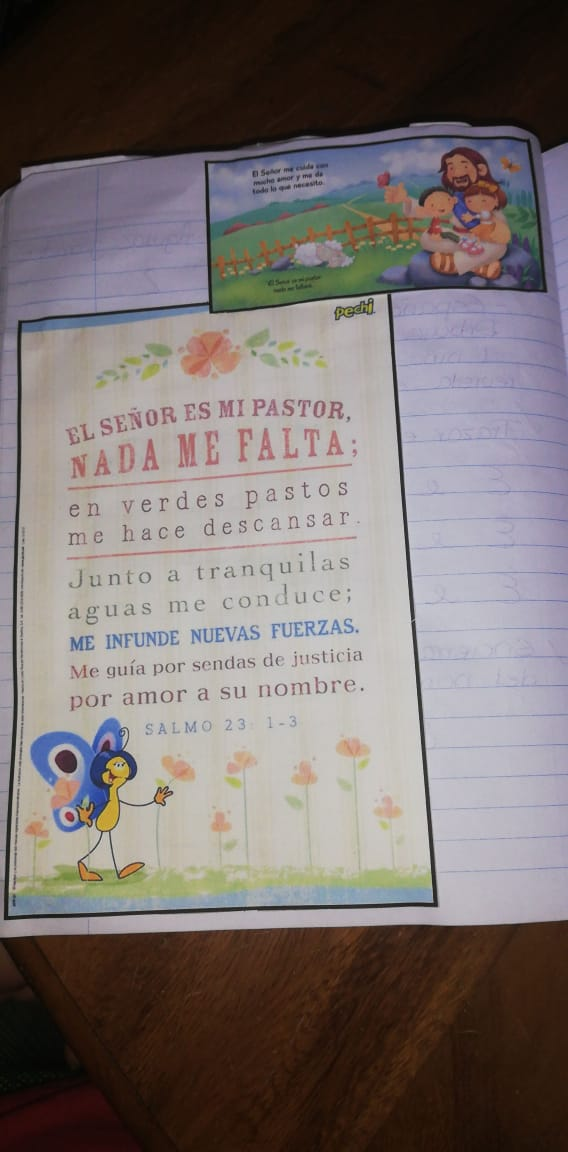 El Señor me cuida con
mucho amor y me da
todo lo que necesito.
"El Señor es mi pastor
nada me faltará.
Pechi
EL SEÑOR ES MI PASTOR,
NADA ME FALTA;
en verdes pastos
me hace descansar.
Junto a tranquilas
aguas me conduce;
ME INFUNDE NUEVAS FUERZAS.
Me guía por sendas de justicia
por amor a su nombre.
SALMO 23: 1-3